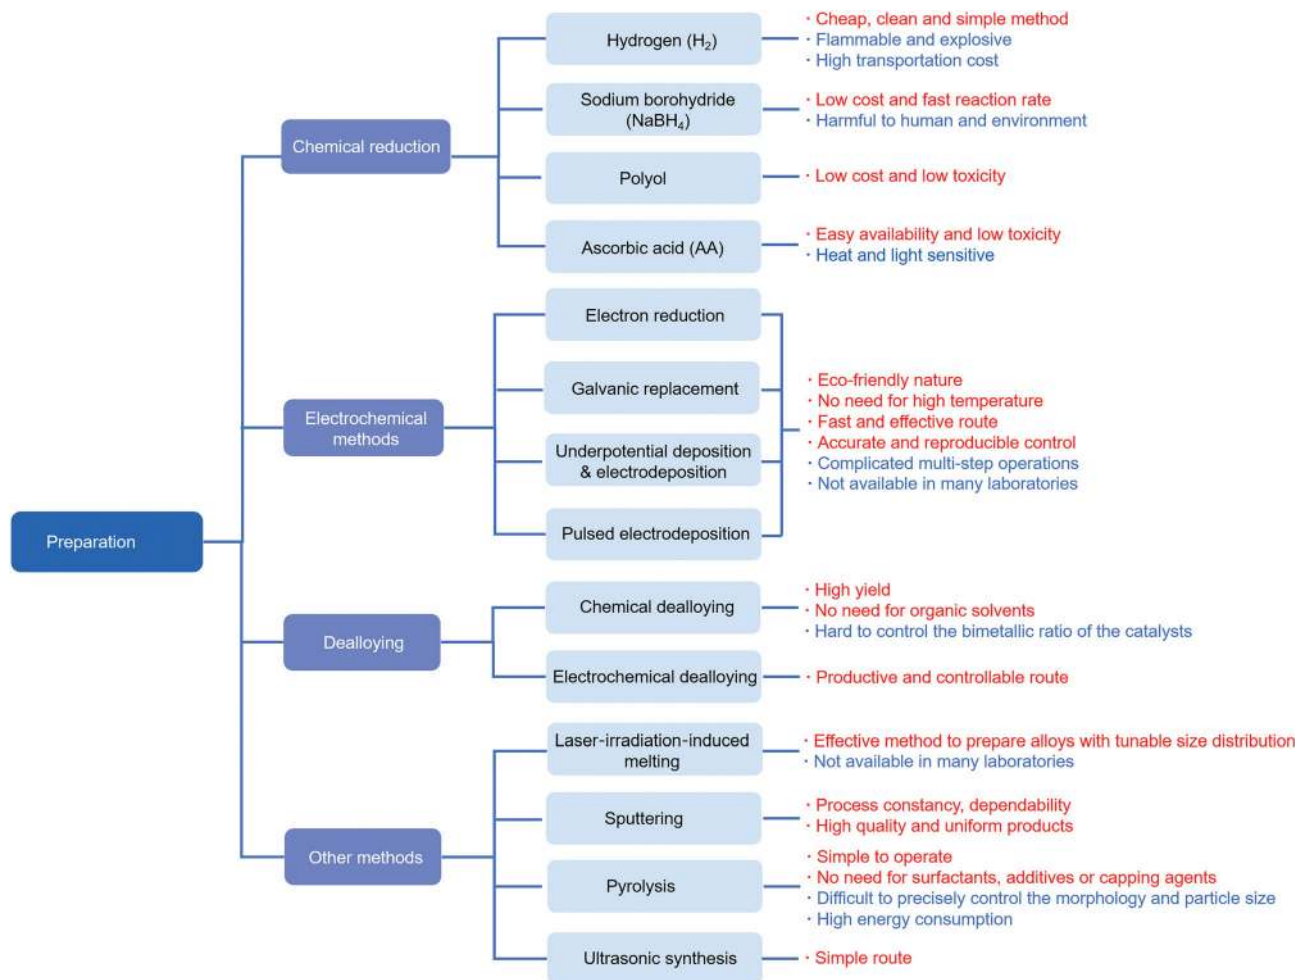 Preparation
Chemical reduction
Hydrogen (H₂)
· Cheap, clean and simple method
· Flammable and explosive
· High transportation cost
Sodium borohydride
(NaBH₄)
· Low cost and fast reaction rate
· Harmful to human and environment
Polyol
· Low cost and low toxicity
Ascorbic acid (AA)
· Easy availability and low toxicity
· Heat and light sensitive
Electrochemical
methods
Electron reduction
Galvanic replacement
Underpotential deposition
& electrodeposition
Pulsed electrodeposition
· Eco-friendly nature
· No need for high temperature
· Fast and effective route
· Accurate and reproducible control
· Complicated multi-step operations
· Not available in many laboratories
Dealloying
Chemical dealloying
· High yield
· No need for organic solvents
· Hard to control the bimetallic ratio of the catalysts
Electrochemical dealloying
· Productive and controllable route
Other methods
Laser-irradiation-induced
melting
· Effective method to prepare alloys with tunable size distribution
· Not available in many laboratories
Sputtering
· Process constancy, dependability
· High quality and uniform products
Pyrolysis
· Simple to operate
· No need for surfactants, additives or capping agents
· Difficult to precisely control the morphology and particle size
· High energy consumption
Ultrasonic synthesis
· Simple route